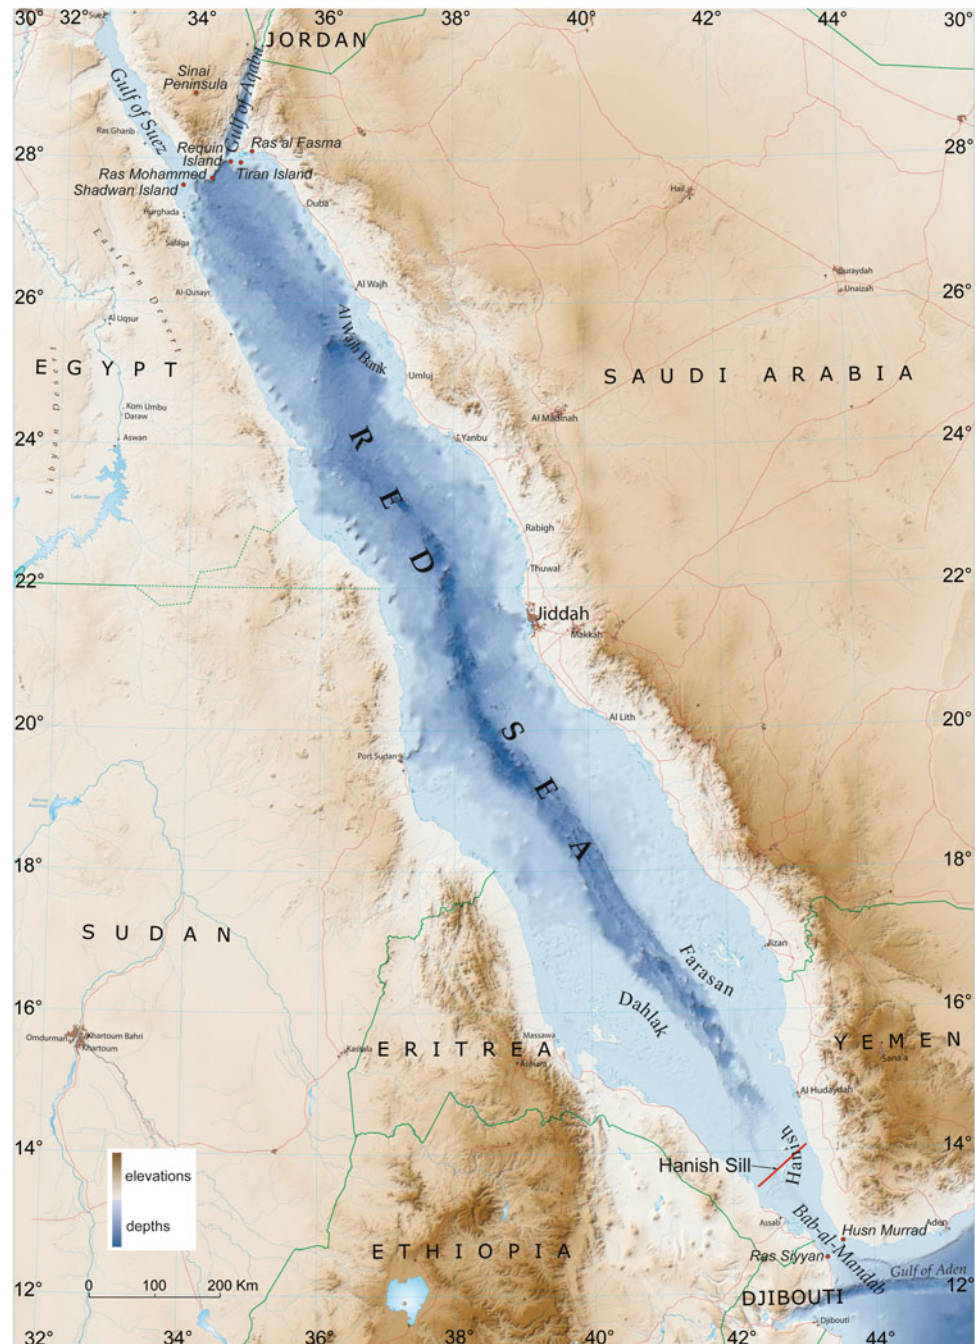 30°
32°
34°
36°
38°
40°
42°
44°
30°
Suez
JORDAN
Sinai
Peninsula
Gulf of Suez
Gulf of Aqaba
Ras Gharib
28°
Requin
Island
Ras al Fasma
28°
Ras Mohammed
Tiran Island
Shadwan Island
Hail
Duba
Hurghada
Safaga
Eastern Desert
Buraydah
Unaizah
Al Wajh
Al-Qusayr
26°
26°
Al Uqsur
Al Wajh Bank
EGYPT
Umluj
SAUDI ARABIA
Libyan Desert
Kom Umbu
Daraw
Al Madinah
Aswan
Yanbu
24°
24°
RED
Rabigh
Thuwal
22°
22°
Jiddah
Makkah
Al Lith
20°
20°
SEA
Port Sudan
18°
18°
SUDAN
Jizan
Farasan
Dahlak
16°
16°
Omdurman
Khartoum Bahri
Khartoum
Kassala
ERITREA
Massawa
Asmara
YEMEN
Sana'a
Al Hudaydah
14°
14°
Hanish
Hanish Sill
elevations
depths
Assab
Bab-al-Mandab
Husn Murrad
Aden
Ras Siyyan
ETHIOPIA
Gulf of Aden
0
100
200 Km
12°
12°
DJIBOUTI
Djibouti
32°
34°
36°
38°
40°
42°
44°